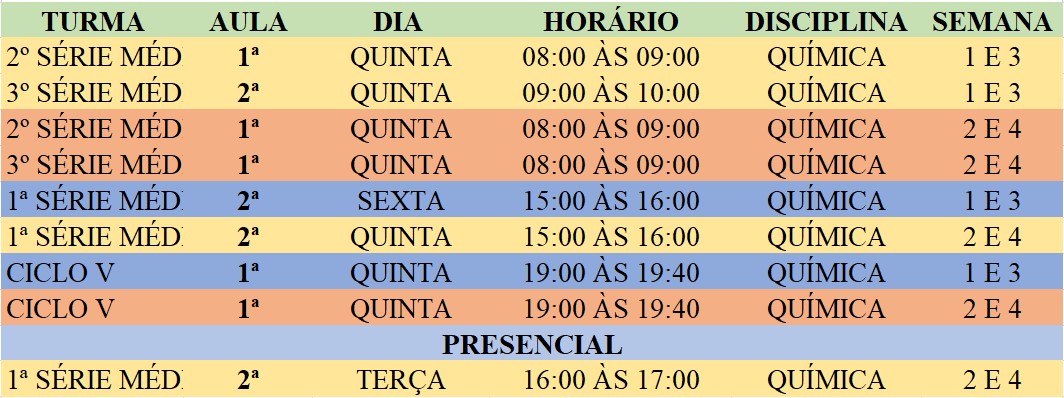 TURMA AULA DIA HORÁRIO DISCIPLINA SEMANA
2º SÉRIE MÉD 1ª QUINTA 08:00 ÀS 09:00 QUÍMICA 1 E 3
3º SÉRIE MÉD 2ª QUINTA 09:00 ÀS 10:00 QUÍMICA 1 E 3
2º SÉRIE MÉD 1ª QUINTA 08:00 ÀS 09:00 QUÍMICA 2 E 4
3º SÉRIE MÉD 1ª QUINTA 08:00 ÀS 09:00 QUÍMICA 2 E 4
1ª SÉRIE MÉD 2ª SEXTA 15:00 ÀS 16:00 QUÍMICA 1 E 3
1ª SÉRIE MÉD 2ª QUINTA 15:00 ÀS 16:00 QUÍMICA 2 E 4
CICLO V 1ª QUINTA 19:00 ÀS 19:40 QUÍMICA 1 E 3
CICLO V 1ª QUINTA 19:00 ÀS 19:40 QUÍMICA 2 E 4
PRESENCIAL
1ª SÉRIE MÉD 2ª TERÇA 16:00 ÀS 17:00 QUÍMICA 2 E 4